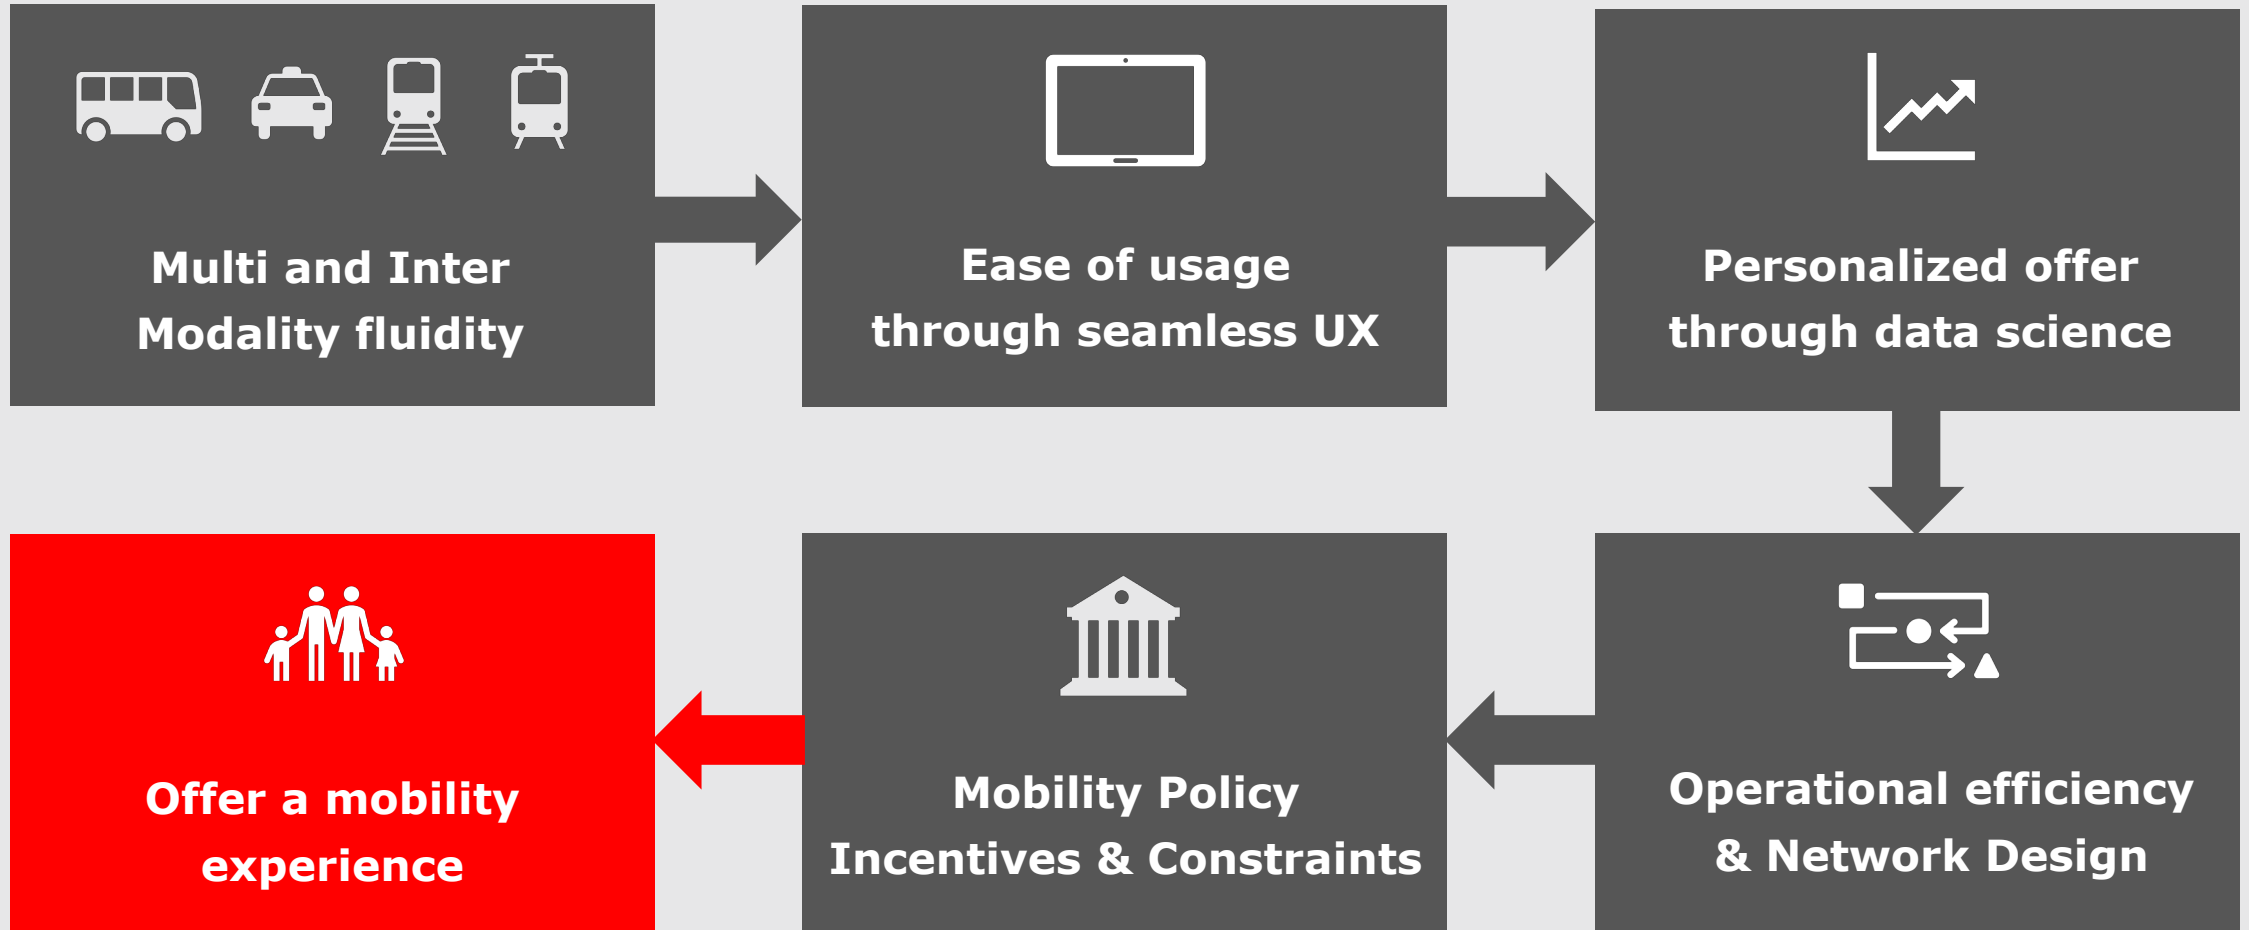 Multi and Inter
Modality fluidity
Ease of usage
through seamless UX
Personalized offer
through data science
Offer a mobility
experience
Mobility Policy
Incentives & Constraints
Operational efficiency
& Network Design